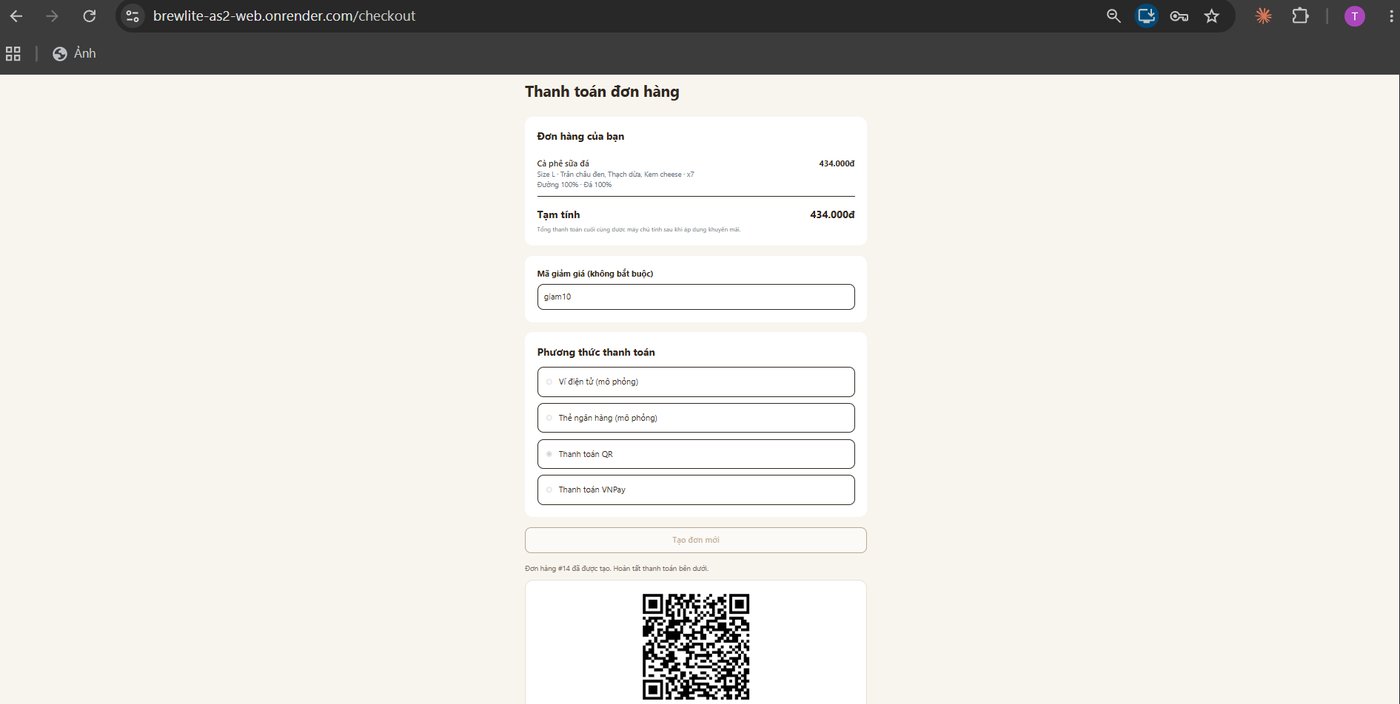 brewlite-as2-web.onrender.com/checkout
T
Ảnh
Thanh toán đơn hàng
Đơn hàng của bạn
Cà phê sữa đá 434.000đ
Size L · Trân châu đen, Thạch dừa, Kem cheese · x7
Đường 100% · Đá 100%
Tạm tính 434.000đ
Tổng thanh toán cuối cùng được máy chủ tính sau khi áp dụng khuyến mãi.
Mã giảm giá (không bắt buộc)
giam10
Phương thức thanh toán
Ví điện tử (mô phỏng)
Thẻ ngân hàng (mô phỏng)
Thanh toán QR
Thanh toán VNPay
Tạo đơn mới
Đơn hàng #14 đã được tạo. Hoàn tất thanh toán bên dưới.